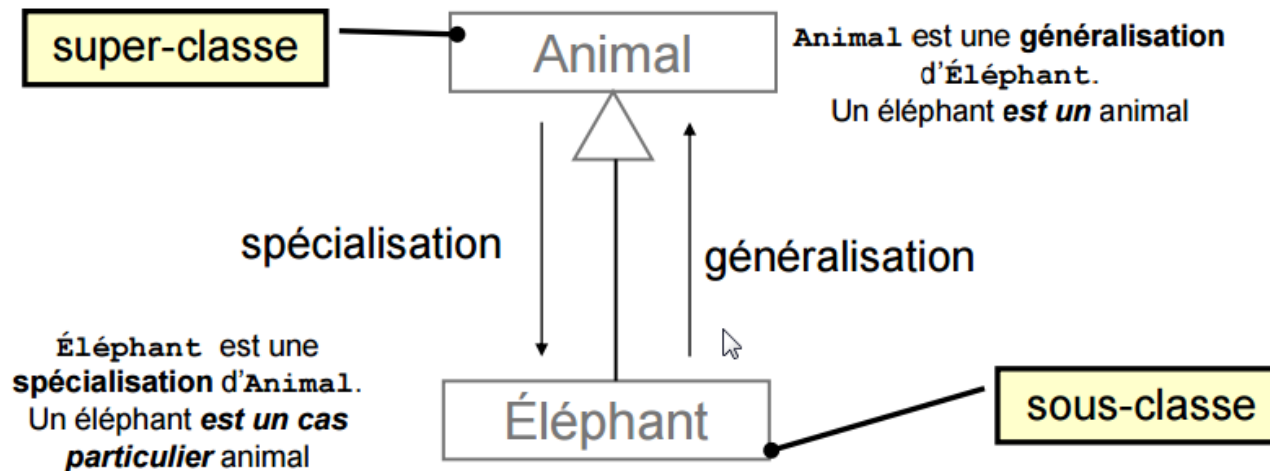 super-classe
Animal
Animal est une généralisation
d'Éléphant.
Un éléphant est un animal
spécialisation
généralisation
Éléphant est une
spécialisation d'Animal.
Un éléphant est un cas
particulier animal
Éléphant
sous-classe